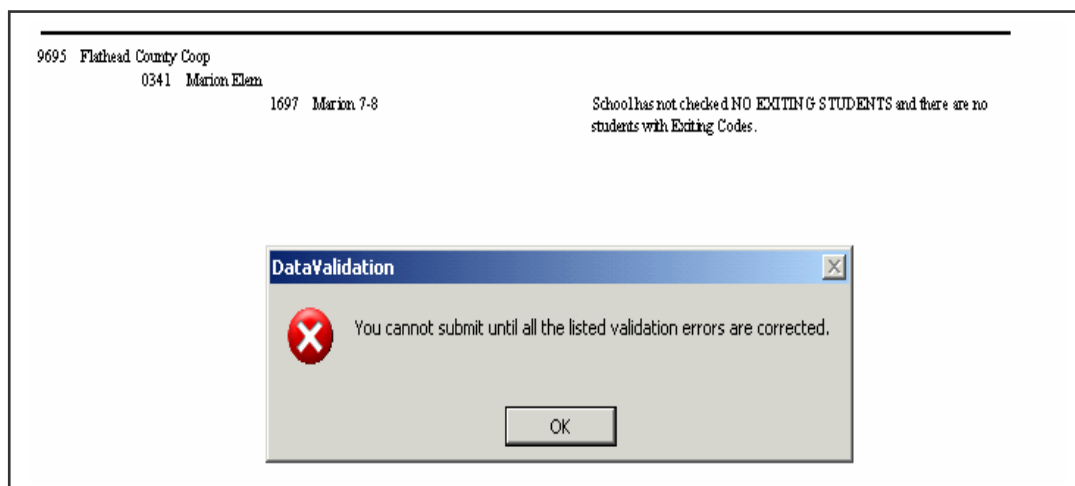 9695 Flathead County Coop
0341 Marion Elem
1697 Marion 7-8 School has not checked NO EXITING STUDENTS and there are no
students with Exiting Codes.
DataValidation
You cannot submit until all the listed validation errors are corrected.
OK